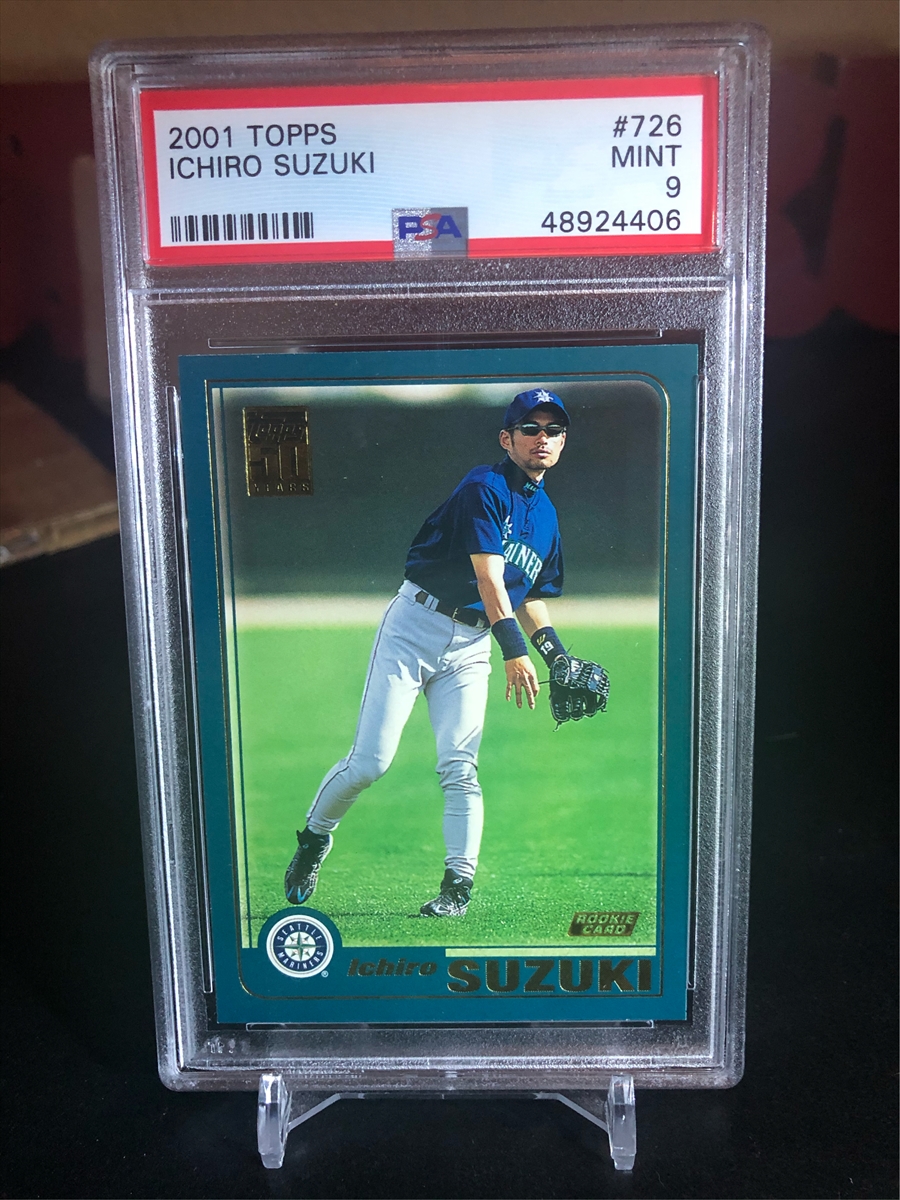 2001 TOPPS
#726
ICHIRO SUZUKI
MINT
9
48924406
PSA
Topps
50
YEARS
MARINER
19
ROOKIE
CARD
SEATTLE
MARINERS
®
Ichiro
SUZUKI